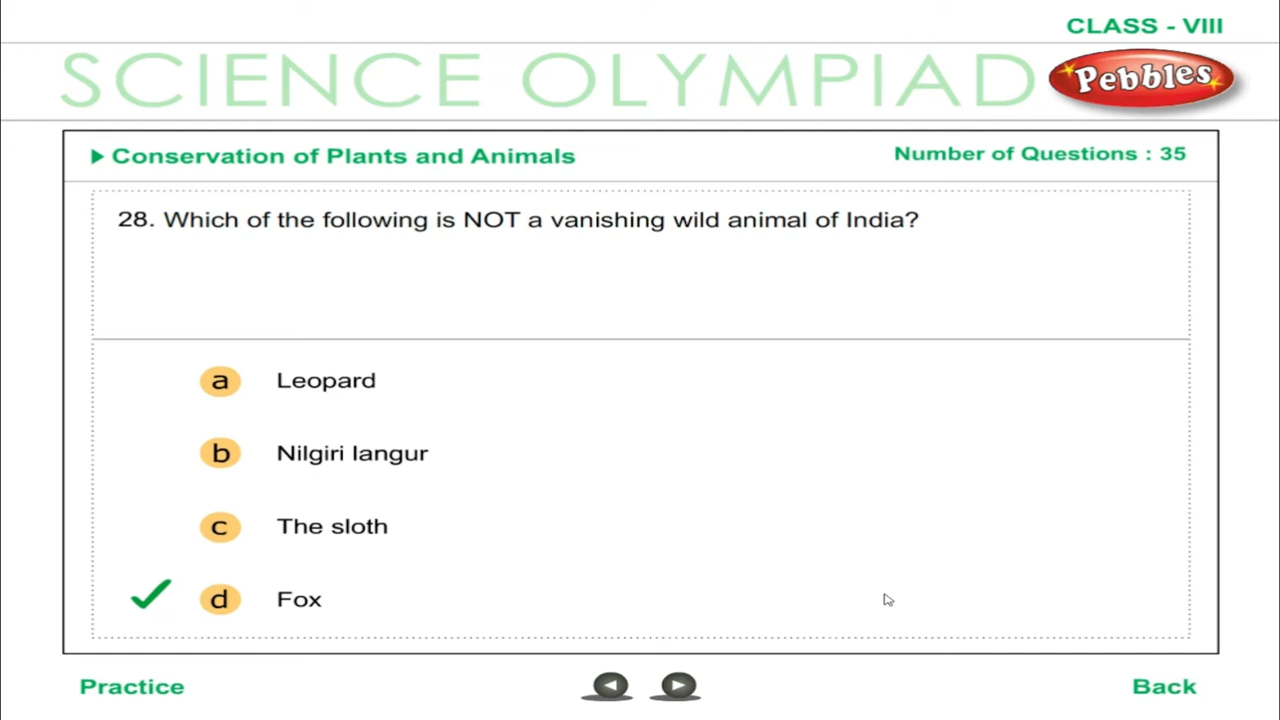 CLASS - VIII
SCIENCE OLYMPIAD
Pebbles
Conservation of Plants and Animals
Number of Questions : 35
28. Which of the following is NOT a vanishing wild animal of India?
a Leopard
b Nilgiri langur
c The sloth
d Fox
Practice
Back